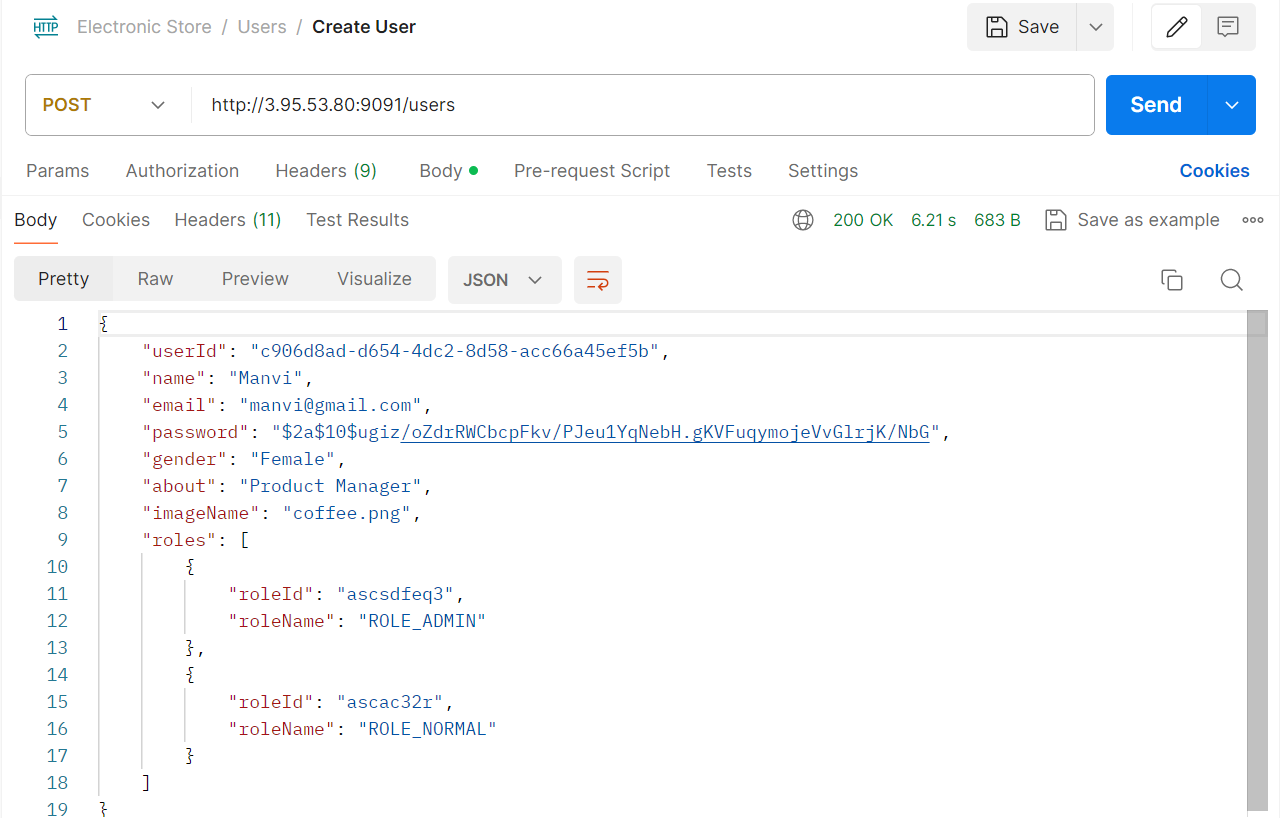 HTTP Electronic Store / Users / Create User Save
POST http://3.95.53.80:9091/users Send
Params Authorization Headers (9) Body Pre-request Script Tests Settings Cookies
Body Cookies Headers (11) Test Results 200 OK 6.21 s 683 B Save as example
Pretty Raw Preview Visualize JSON
1 {
2 "userId": "c906d8ad-d654-4dc2-8d58-acc66a45ef5b",
3 "name": "Manvi",
4 "email": "manvi@gmail.com",
5 "password": "$2a$10$ugiz/oZdrRWCbcpFkv/PJeu1YqNebH.gKVFuqymojeVvGlrjK/NbG",
6 "gender": "Female",
7 "about": "Product Manager",
8 "imageName": "coffee.png",
9 "roles": [
10 {
11 "roleId": "ascsdfeq3",
12 "roleName": "ROLE_ADMIN"
13 },
14 {
15 "roleId": "ascac32r",
16 "roleName": "ROLE_NORMAL"
17 }
18 ]
19 }